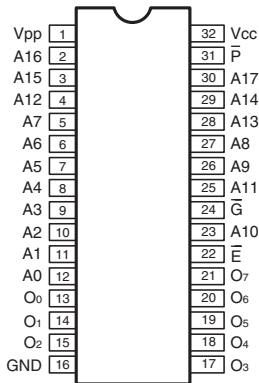 Vpp 1 32 Vcc
A16 2 31 P̅
A15 3 30 A17
A12 4 29 A14
A7 5 28 A13
A6 6 27 A8
A5 7 26 A9
A4 8 25 A11
A3 9 24 G̅
A2 10 23 A10
A1 11 22 E̅
A0 12 21 O₇
O₀ 13 20 O₆
O₁ 14 19 O₅
O₂ 15 18 O₄
GND 16 17 O₃